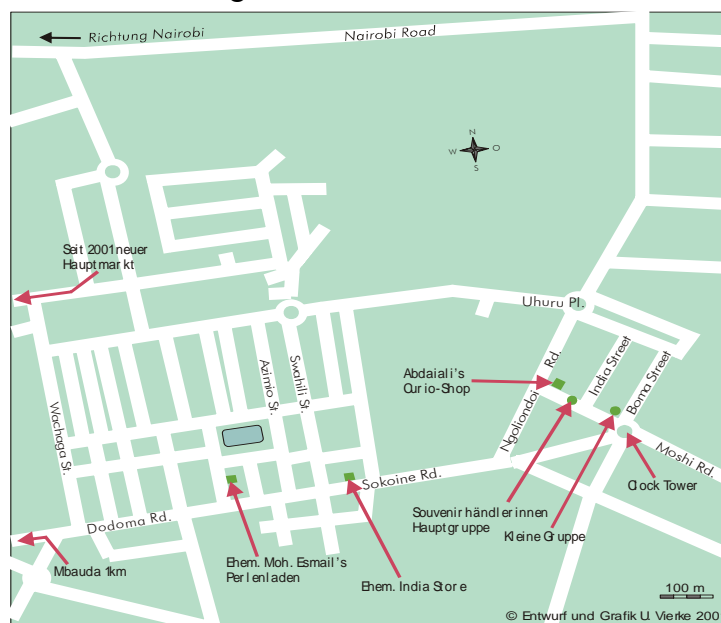 Richtung Nairobi
Nairobi Road
N
W O
S
Seit 2001 neuer
Hauptmarkt
Uhuru Pl.
Abdaiali's
Curio-Shop
Ngoliondoi Rd.
India Street
Boma Street
Moshi Rd.
Azimio St.
Swahili St.
Wachaga St.
Sokoine Rd.
Dodoma Rd.
Clock Tower
Souvenirhändlerinnen
Hauptgruppe
Kleine Gruppe
Mbauda 1km
Ehem. Moh. Esmail's
Perlenladen
Ehem. India Store
100 m
© Entwurf und Grafik U. Vierke 200